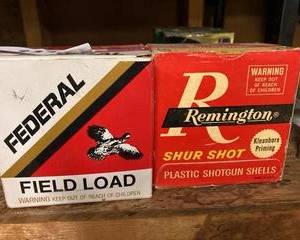 FEDERAL
FIELD LOAD
WARNING KEEP OUT OF REACH OF CHILDREN
WARNING
KEEP OUT
OF REACH
OF CHILDREN
R
Remington
Kleanbore
Priming
SHUR SHOT
PLASTIC SHOTGUN SHELLS